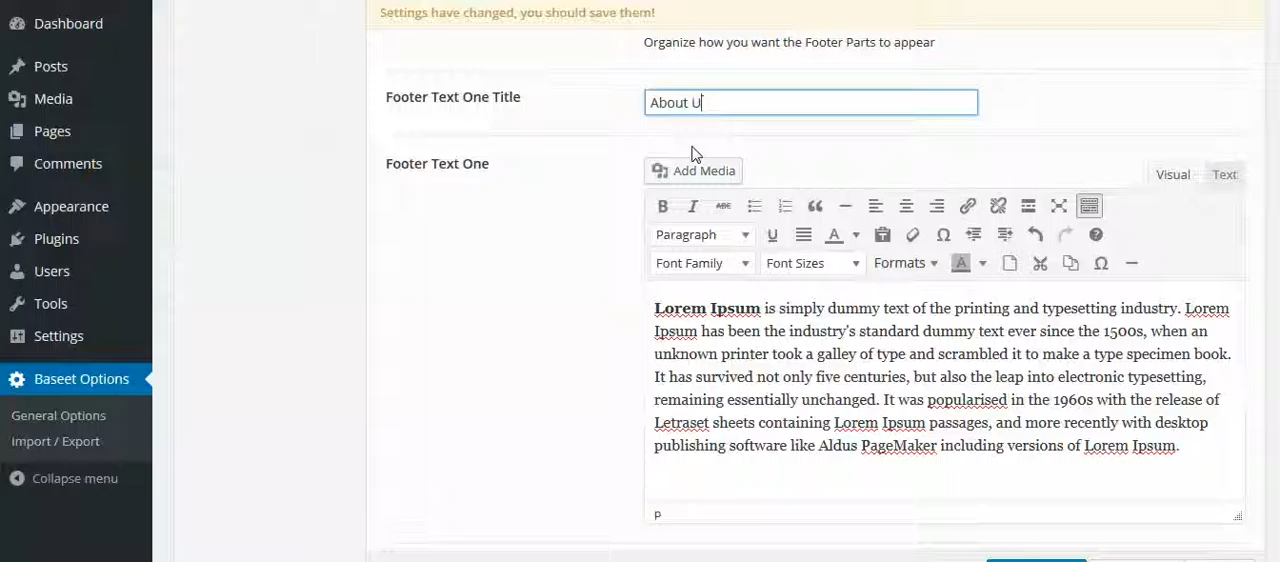 Settings have changed, you should save them!
Dashboard
Posts
Media
Pages
Comments
Appearance
Plugins
Users
Tools
Settings
Baseet Options
General Options
Import / Export
Collapse menu
Organize how you want the Footer Parts to appear
Footer Text One Title
About U
Footer Text One
Add Media
Visual Text
B I ABC
Paragraph U A
Font Family Font Sizes Formats A
Lorem Ipsum is simply dummy text of the printing and typesetting industry. Lorem
Ipsum has been the industry's standard dummy text ever since the 1500s, when an
unknown printer took a galley of type and scrambled it to make a type specimen book.
It has survived not only five centuries, but also the leap into electronic typesetting,
remaining essentially unchanged. It was popularised in the 1960s with the release of
Letraset sheets containing Lorem Ipsum passages, and more recently with desktop
publishing software like Aldus PageMaker including versions of Lorem Ipsum.
p